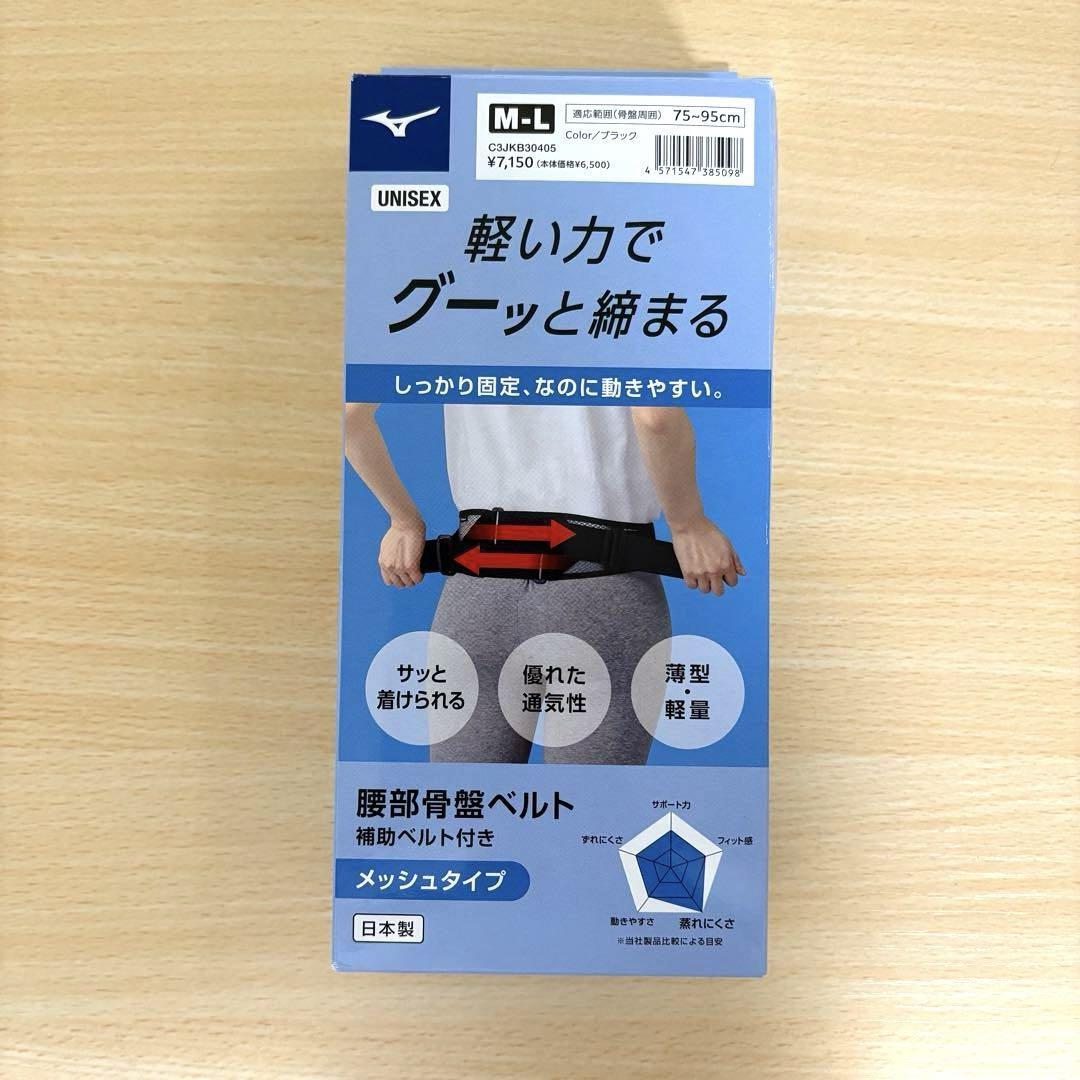 M-L
適応範囲(骨盤周囲) 75~95cm
Color/ブラック
C3JKB30405
¥7,150 (本体価格¥6,500)
4 571547 385098
UNISEX
軽い力で
グーッと締まる
しっかり固定、なのに動きやすい。
サッと
着けられる
優れた
通気性
薄型
・
軽量
腰部骨盤ベルト
補助ベルト付き
メッシュタイプ
日本製
サポート力
ずれにくさ
フィット感
動きやすさ
蒸れにくさ
※当社製品比較による目安